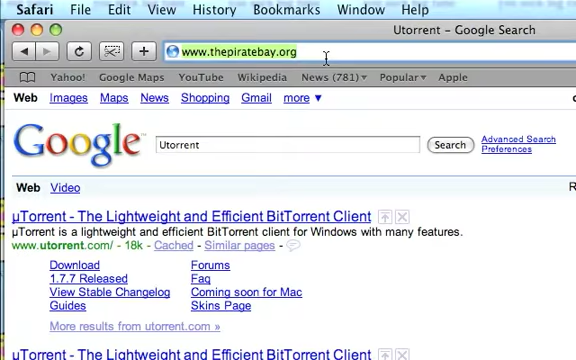 Safari File Edit View History Bookmarks Window Help
Utorrent – Google Search
www.thepiratebay.org
Yahoo! Google Maps YouTube Wikipedia News (781)▾ Popular▾ Apple
Web Images Maps News Shopping Gmail more ▼
Google™ Utorrent Search Advanced Search
Preferences
Web Video R
µTorrent - The Lightweight and Efficient BitTorrent Client
µTorrent is a lightweight and efficient BitTorrent client for Windows with many features.
www.utorrent.com/ - 18k - Cached - Similar pages -
Download Forums
1.7.7 Released Faq
View Stable Changelog Coming soon for Mac
Guides Skins Page
More results from utorrent.com »
µTorrent - The Lightweight and Efficient BitTorrent Client